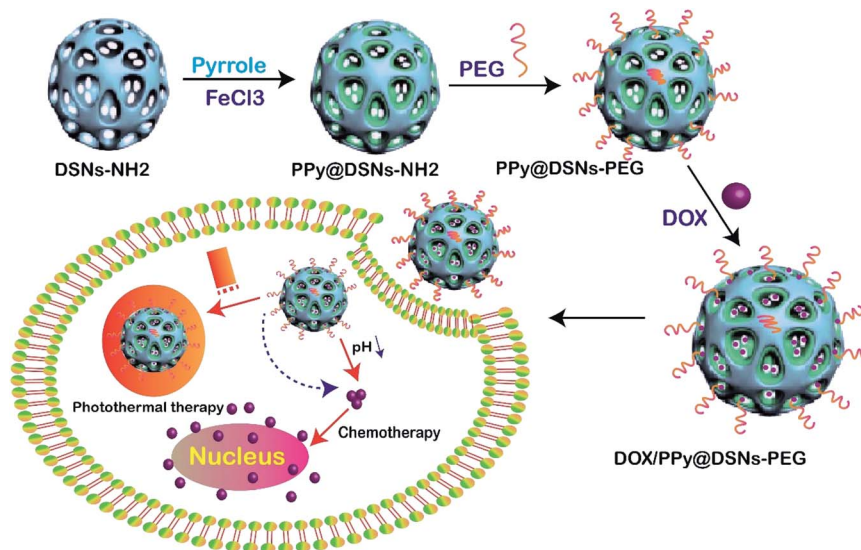 Pyrrole
FeCl3
PEG
DSNs-NH2
PPy@DSNs-NH2
PPy@DSNs-PEG
DOX
DOX/PPy@DSNs-PEG
pH
Photothermal therapy
Chemotherapy
Nucleus